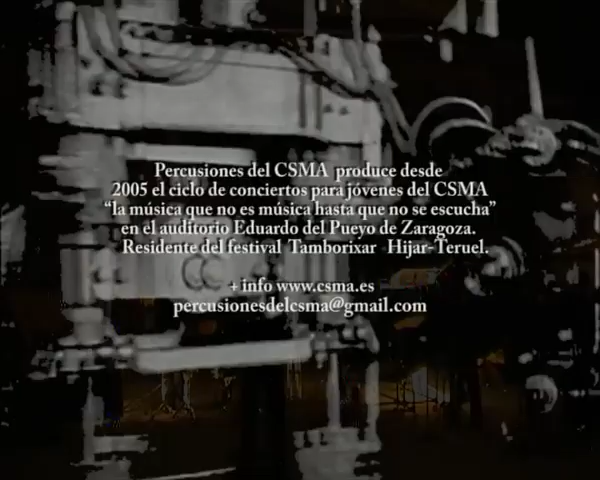 Percusiones del CSMA produce desde
2005 el ciclo de conciertos para jóvenes del CSMA
“la música que no es música hasta que no se escucha”
en el auditorio Eduardo del Pueyo de Zaragoza.
Residente del festival Tamborixar Hijar-Teruel.
+ info www.csma.es
percusionesdelcsma@gmail.com
CC